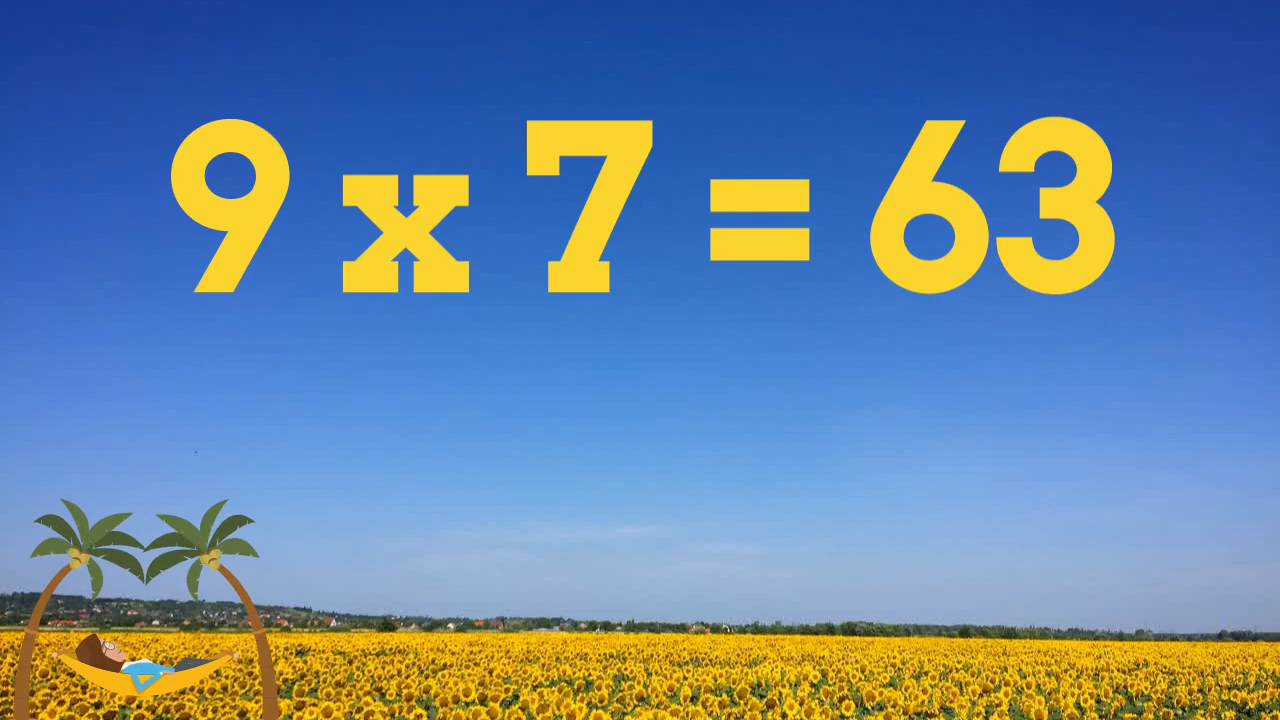 9 x 7 = 63